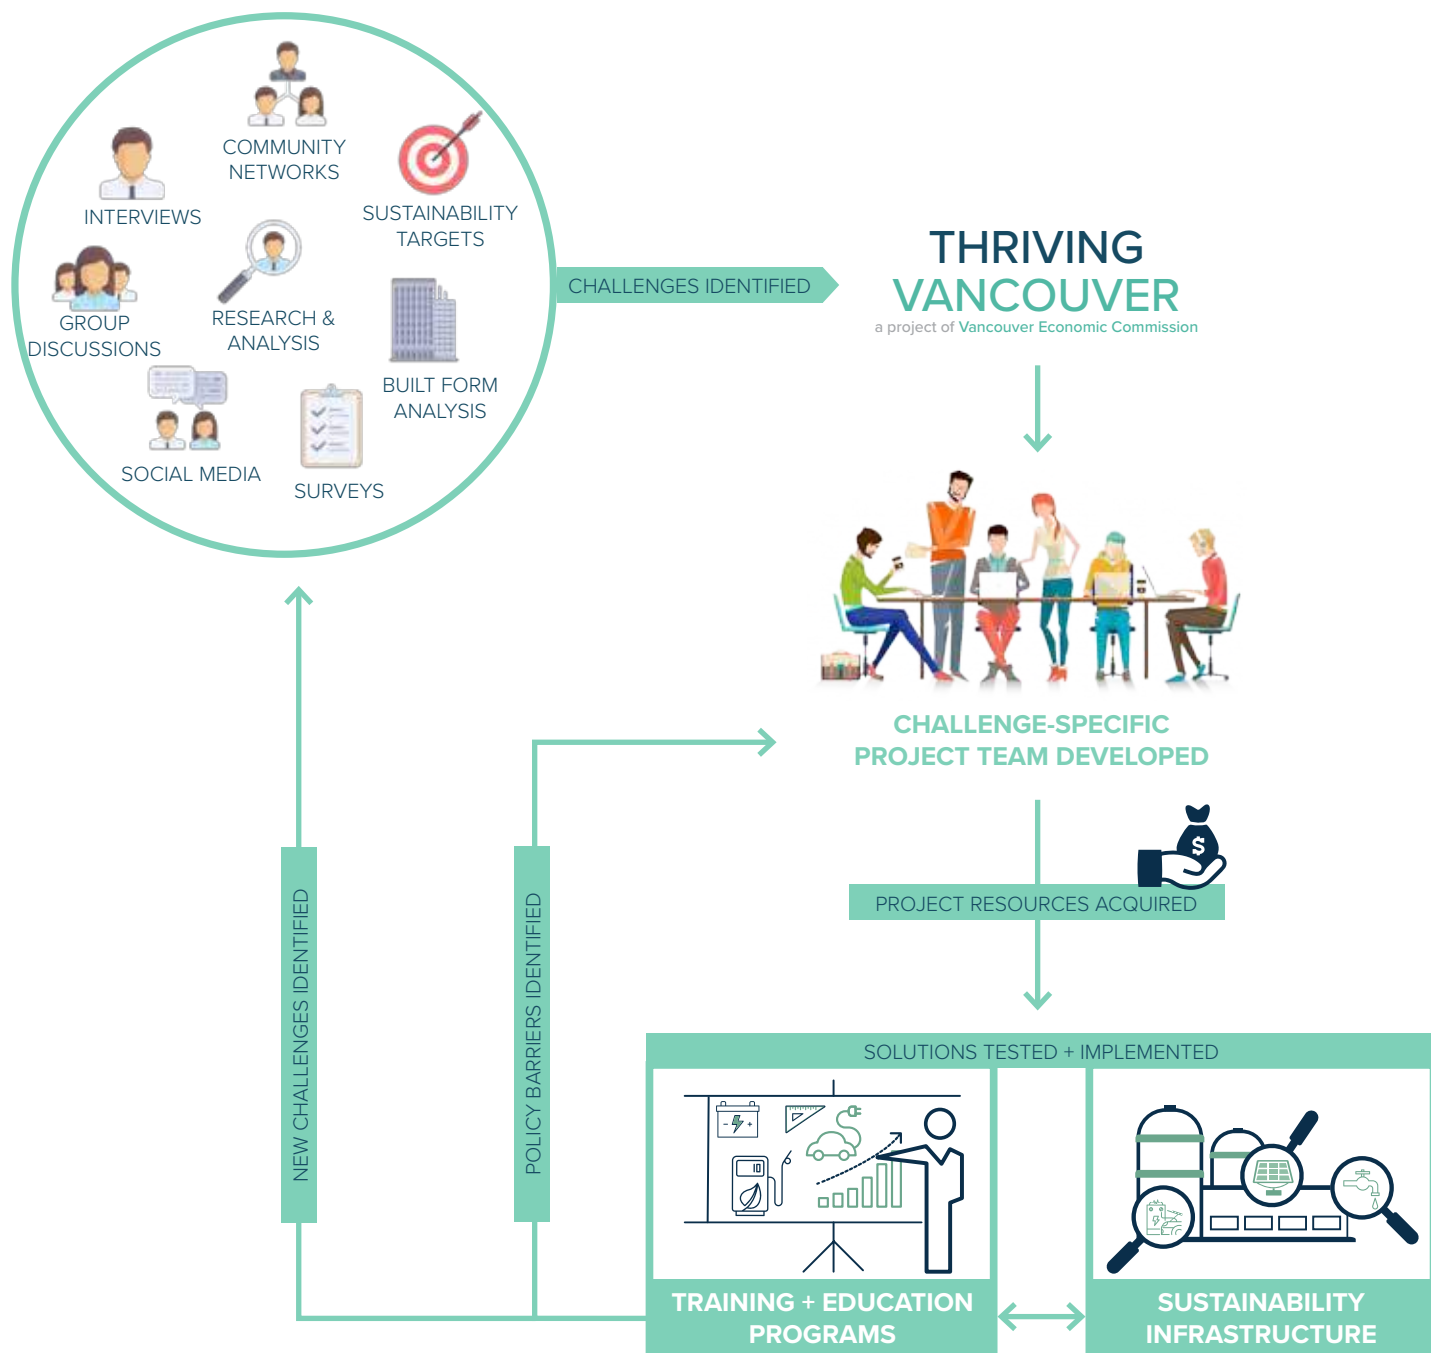 COMMUNITY
NETWORKS
INTERVIEWS
SUSTAINABILITY
TARGETS
GROUP
DISCUSSIONS
RESEARCH &
ANALYSIS
BUILT FORM
ANALYSIS
SOCIAL MEDIA
SURVEYS
CHALLENGES IDENTIFIED
THRIVING
VANCOUVER
a project of Vancouver Economic Commission
CHALLENGE-SPECIFIC
PROJECT TEAM DEVELOPED
$
PROJECT RESOURCES ACQUIRED
NEW CHALLENGES IDENTIFIED
POLICY BARRIERS IDENTIFIED
SOLUTIONS TESTED + IMPLEMENTED
- +
TRAINING + EDUCATION
PROGRAMS
SUSTAINABILITY
INFRASTRUCTURE